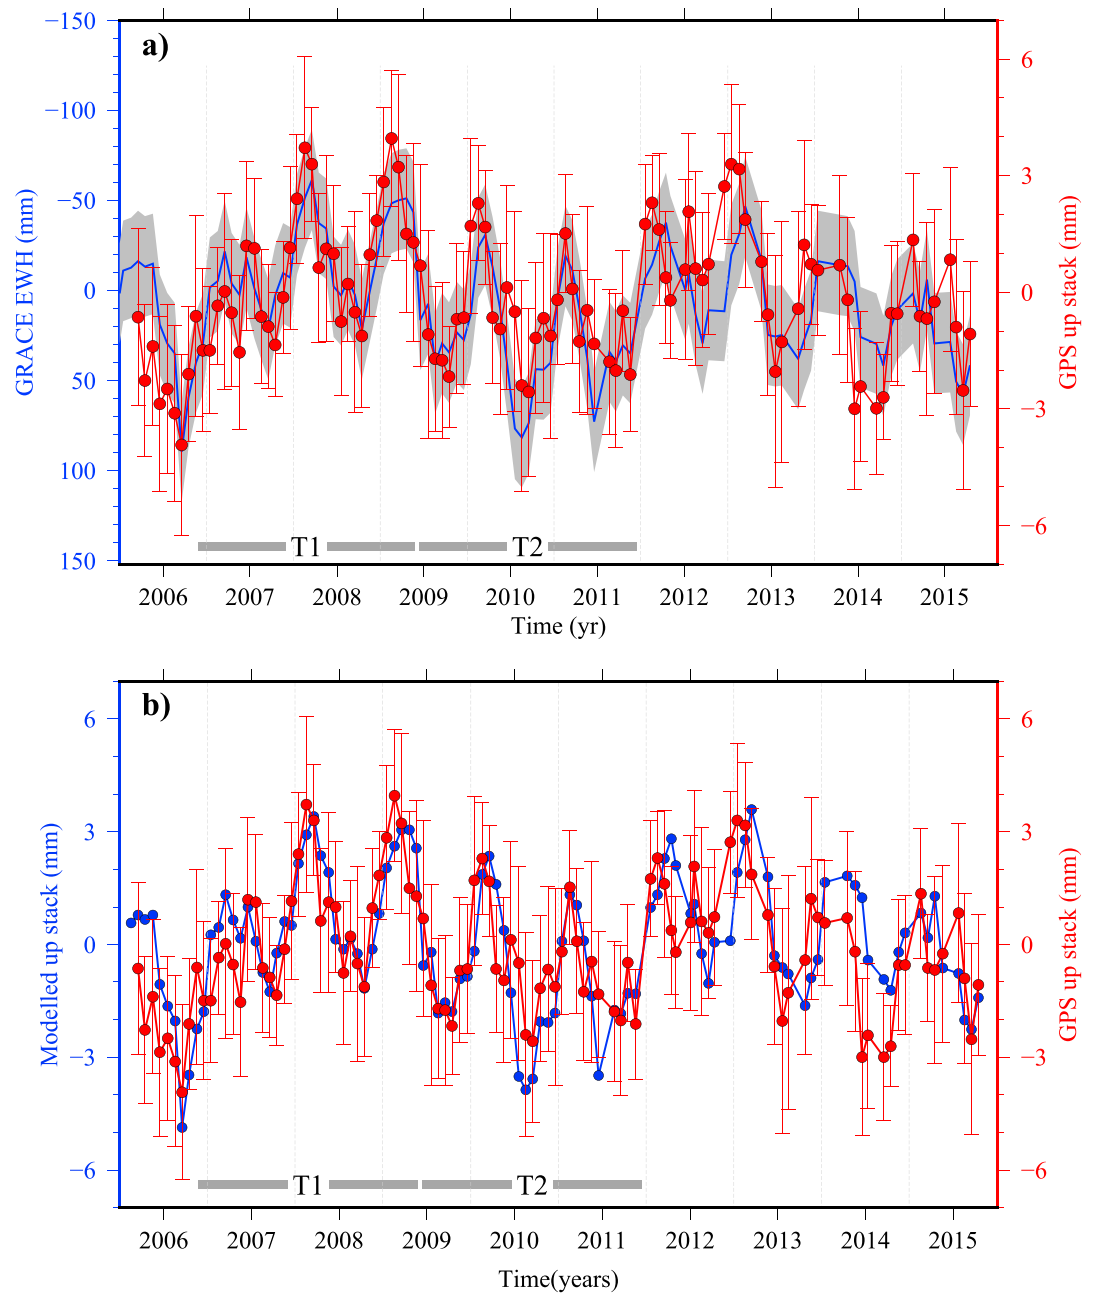 a)
GRACE EWH (mm)
−150
−100
−50
0
50
100
150
GPS up stack (mm)
6
3
0
−3
−6
T1
T2
2006 2007 2008 2009 2010 2011 2012 2013 2014 2015
Time (yr)
b)
Modelled up stack (mm)
6
3
0
−3
−6
GPS up stack (mm)
6
3
0
−3
−6
T1
T2
2006 2007 2008 2009 2010 2011 2012 2013 2014 2015
Time(years)